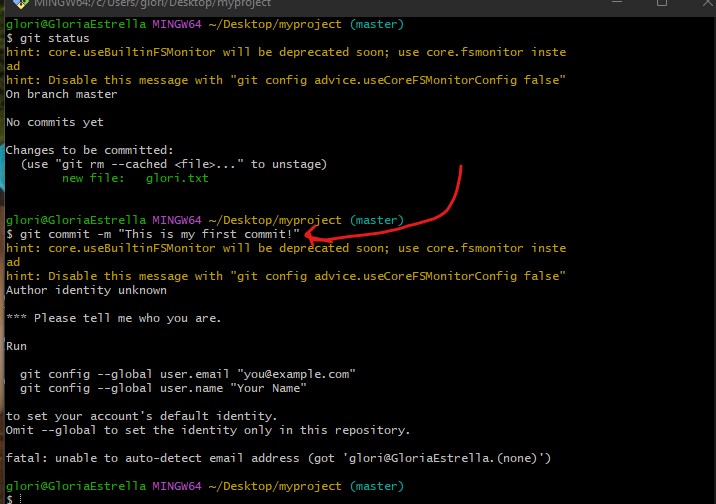 MINGW64:/c/Users/glori/Desktop/myproject
glori@GloriaEstrella MINGW64 ~/Desktop/myproject (master)
$ git status
hint: core.useBuiltinFSMonitor will be deprecated soon; use core.fsmonitor inste
ad
hint: Disable this message with "git config advice.useCoreFSMonitorConfig false"
On branch master
No commits yet
Changes to be committed:
(use "git rm --cached <file>..." to unstage)
new file:   glori.txt
glori@GloriaEstrella MINGW64 ~/Desktop/myproject (master)
$ git commit -m "This is my first commit!"
hint: core.useBuiltinFSMonitor will be deprecated soon; use core.fsmonitor inste
ad
hint: Disable this message with "git config advice.useCoreFSMonitorConfig false"
Author identity unknown
*** Please tell me who you are.
Run
git config --global user.email "you@example.com"
git config --global user.name "Your Name"
to set your account's default identity.
Omit --global to set the identity only in this repository.
fatal: unable to auto-detect email address (got 'glori@GloriaEstrella.(none)')
glori@GloriaEstrella MINGW64 ~/Desktop/myproject (master)
$